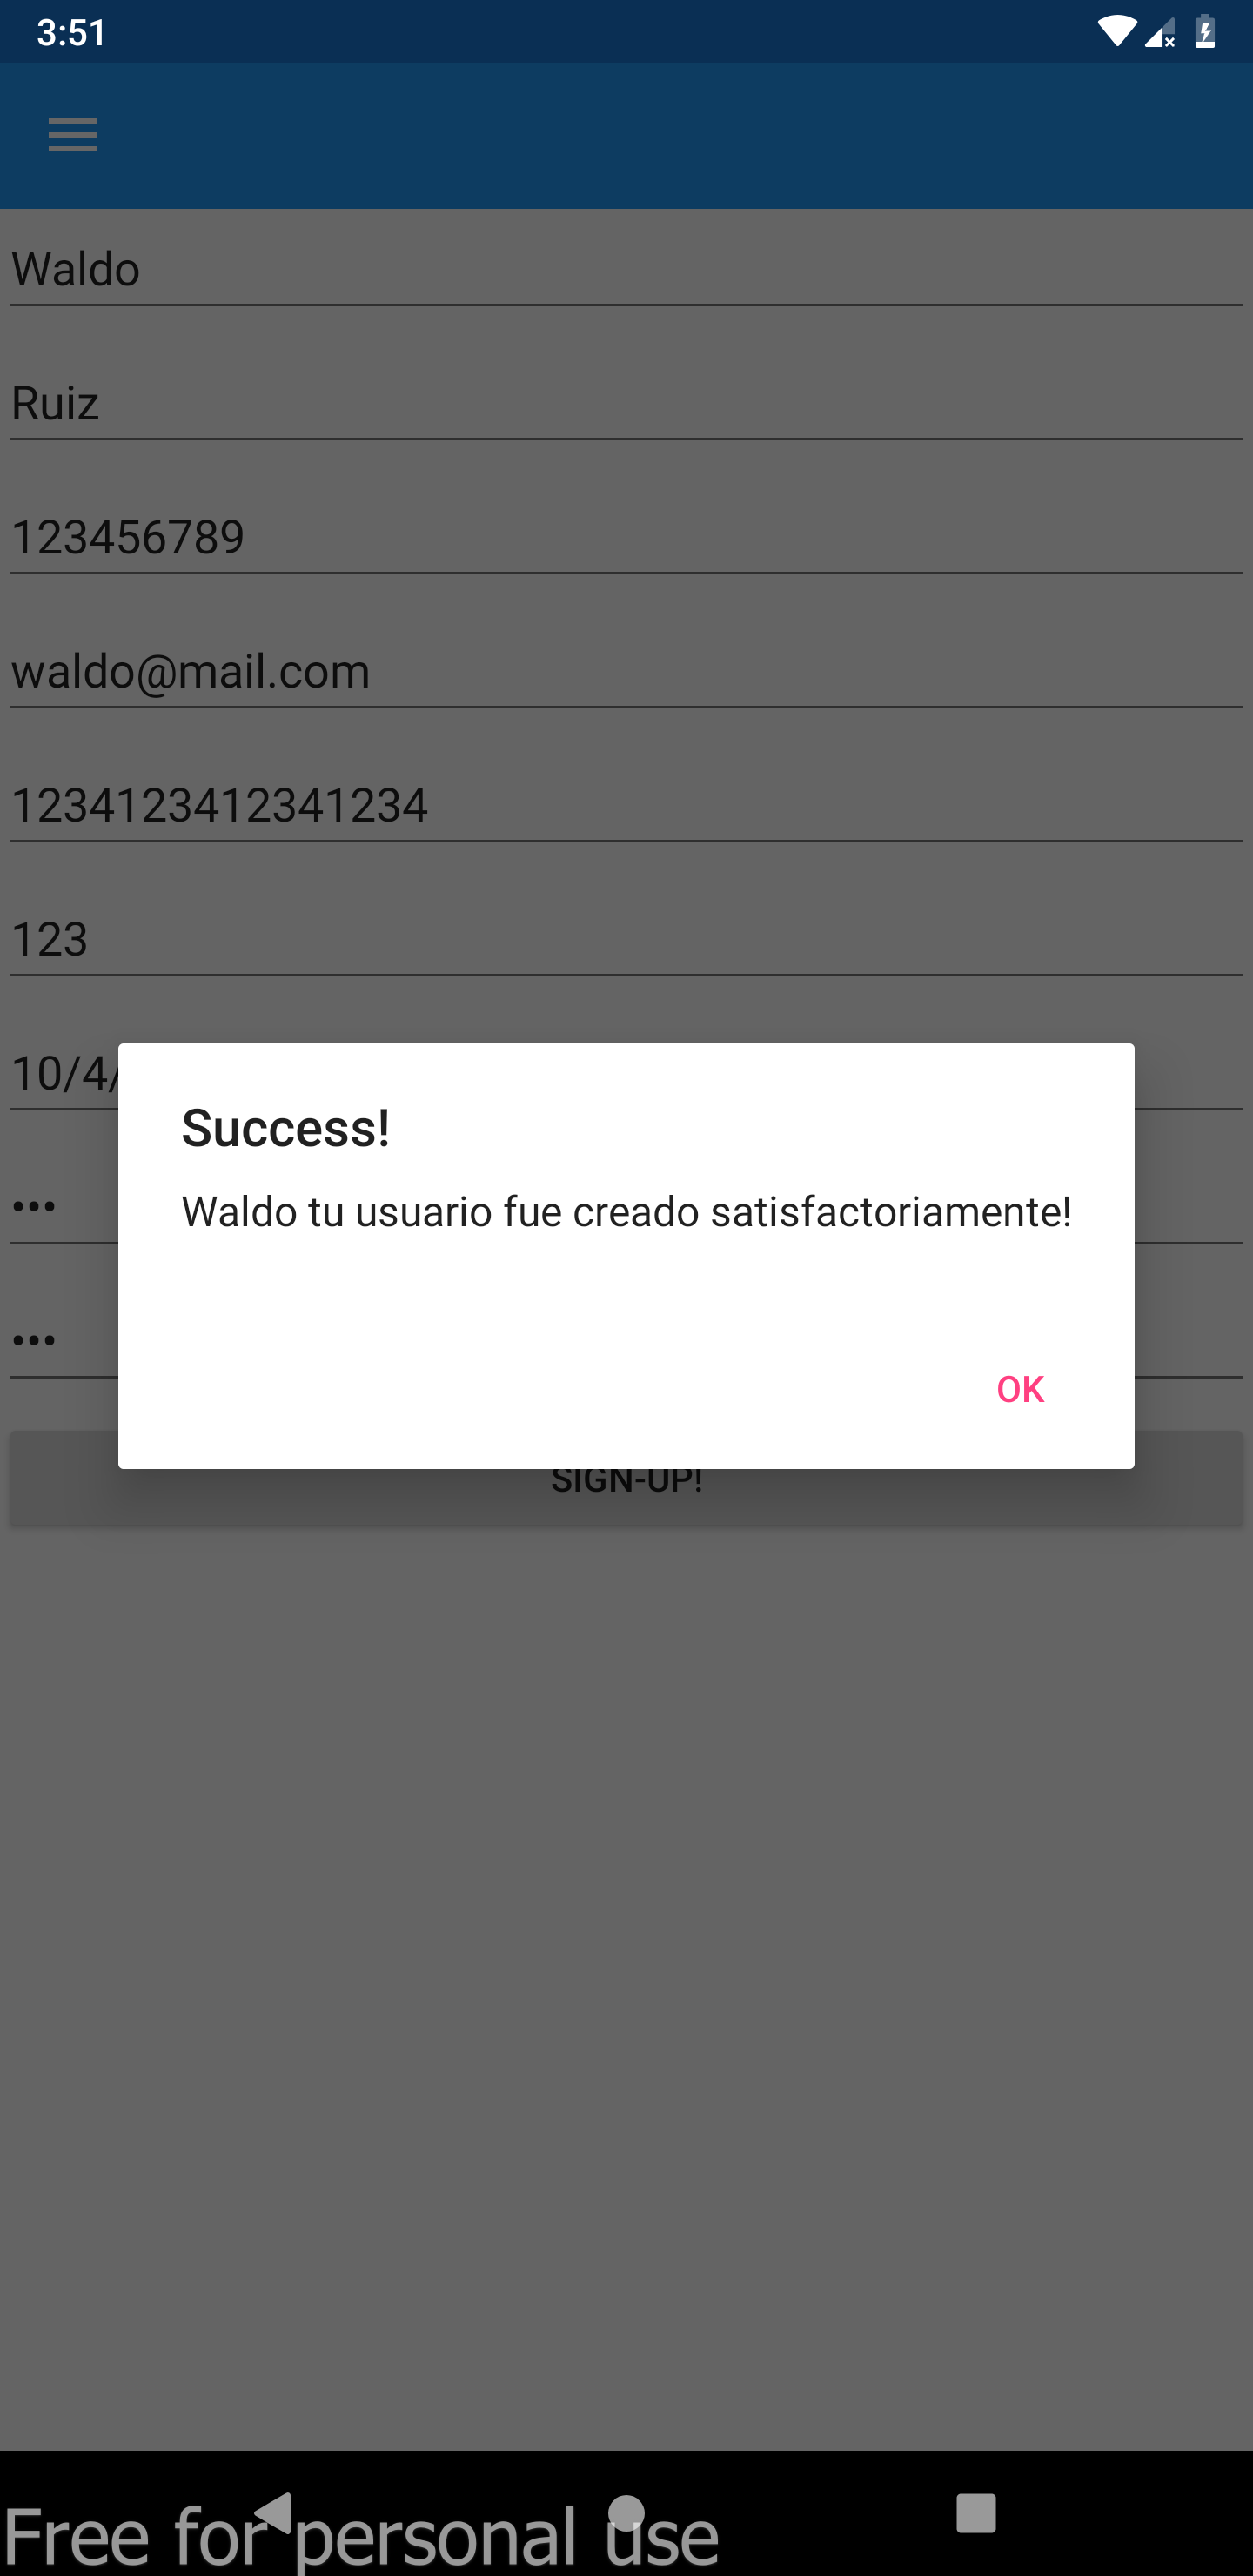 3:51
Waldo
Ruiz
123456789
waldo@mail.com
1234123412341234
123
10/4/
•••
•••
Success!
Waldo tu usuario fue creado satisfactoriamente!
OK
SIGN-UP!
Free for personal use